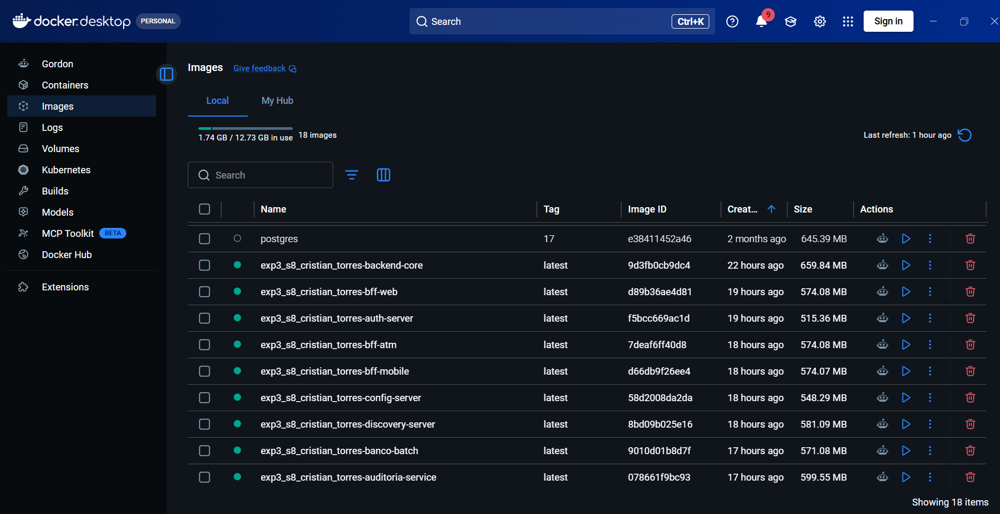 docker.desktop PERSONAL
Search Ctrl+K
9
Sign in
Gordon
Containers
Images
Logs
Volumes
Kubernetes
Builds
Models
MCP Toolkit BETA
Docker Hub
Extensions
Images Give feedback
Local My Hub
1.74 GB / 12.73 GB in use 18 images
Last refresh: 1 hour ago
Search
Name Tag Image ID Creat... Size Actions
postgres 17 e38411452a46 2 months ago 645.39 MB
exp3_s8_cristian_torres-backend-core latest 9d3fb0cb9dc4 22 hours ago 659.84 MB
exp3_s8_cristian_torres-bff-web latest d89b36ae4d81 19 hours ago 574.08 MB
exp3_s8_cristian_torres-auth-server latest f5bcc669ac1d 19 hours ago 515.36 MB
exp3_s8_cristian_torres-bff-atm latest 7deaf6ff40d8 18 hours ago 574.08 MB
exp3_s8_cristian_torres-bff-mobile latest d66db9f26ee4 18 hours ago 574.07 MB
exp3_s8_cristian_torres-config-server latest 58d2008da2da 18 hours ago 548.29 MB
exp3_s8_cristian_torres-discovery-server latest 8bd09b025e16 18 hours ago 581.09 MB
exp3_s8_cristian_torres-banco-batch latest 9010d01b8d7f 17 hours ago 571.08 MB
exp3_s8_cristian_torres-auditoria-service latest 078661f9bc93 17 hours ago 599.55 MB
Showing 18 items